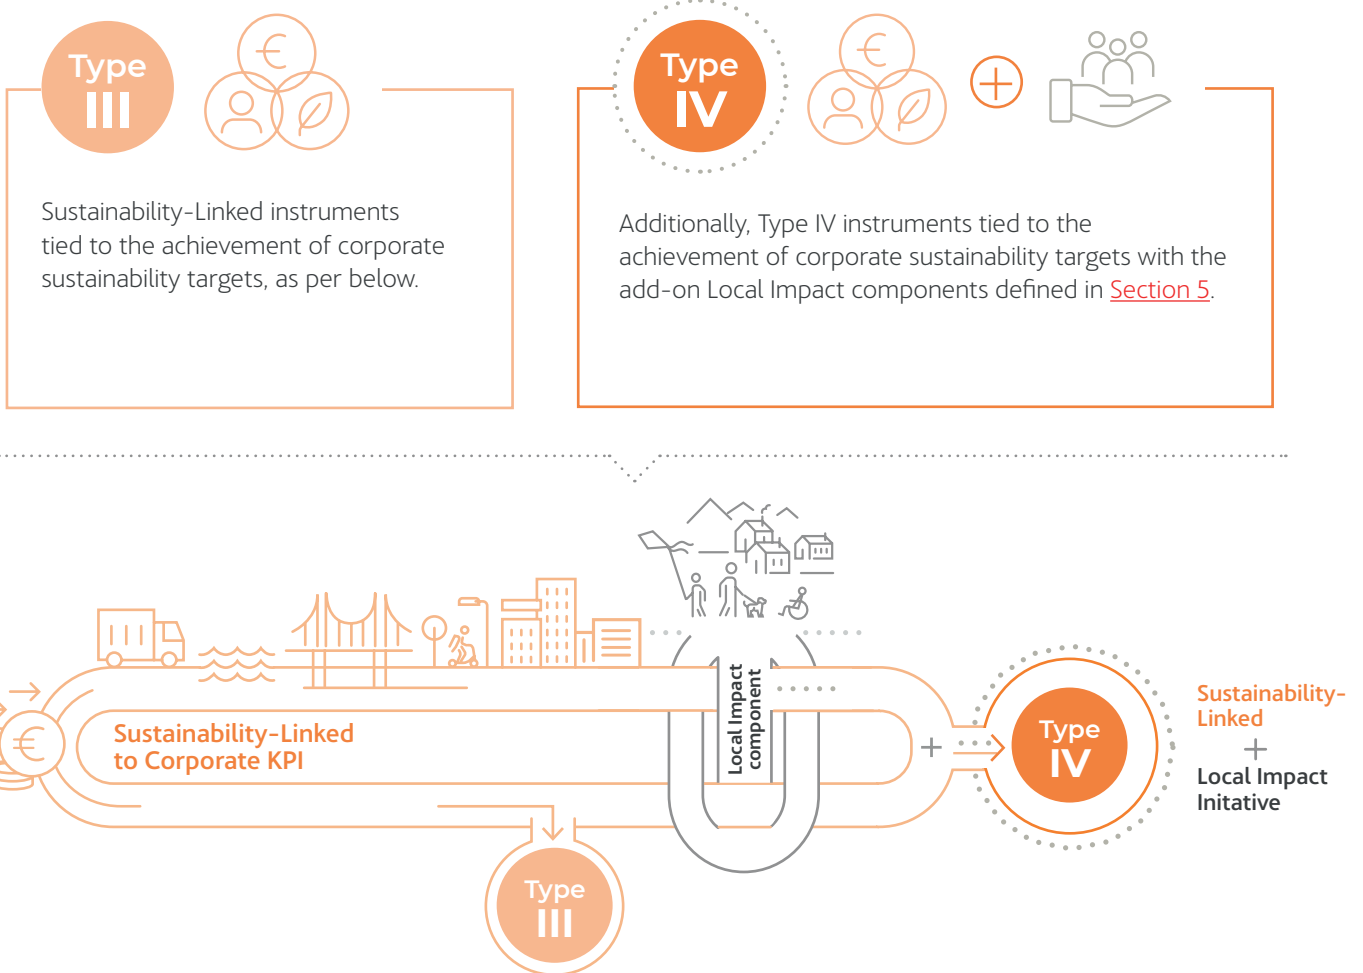 Type
III
Sustainability-Linked instruments
tied to the achievement of corporate
sustainability targets, as per below.
Type
IV
Additionally, Type IV instruments tied to the
achievement of corporate sustainability targets with the
add-on Local Impact components defined in Section 5.
Sustainability-Linked
to Corporate KPI
Local Impact
component
Type
III
Type
IV
Sustainability-
Linked
+
Local Impact
Initative